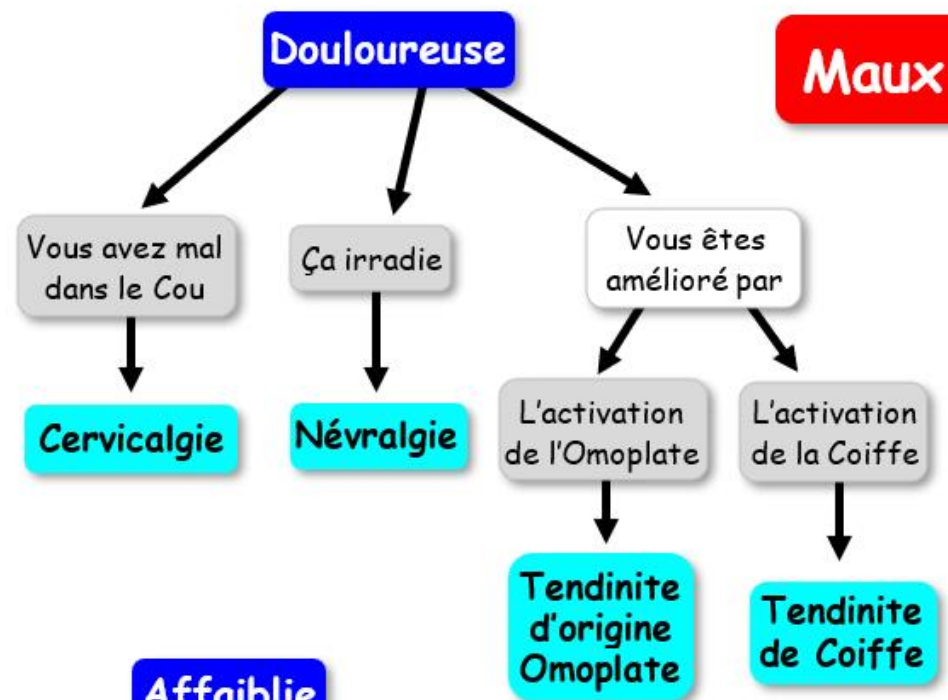 Douloureuse
Maux
Vous avez mal
dans le Cou
Ça irradie
Vous êtes
amélioré par
Cervicalgie
Névralgie
L'activation
de l'Omoplate
L'activation
de la Coiffe
Tendinite
d'origine
Omoplate
Tendinite
de Coiffe
Affaiblie